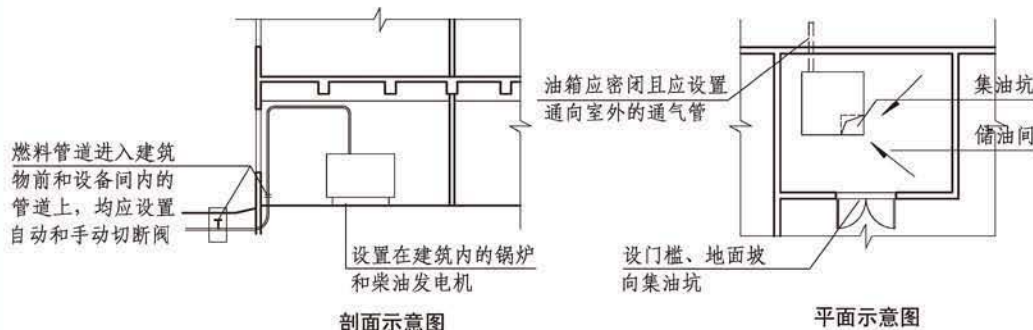 燃料管道进入建筑
物前和设备间内的
管道上，均应设置
自动和手动切断阀
T
设置在建筑内的锅炉
和柴油发电机
剖面示意图
油箱应密闭且应设置
通向室外的通气管
集油坑
储油间
设门槛、地面坡
向集油坑
平面示意图